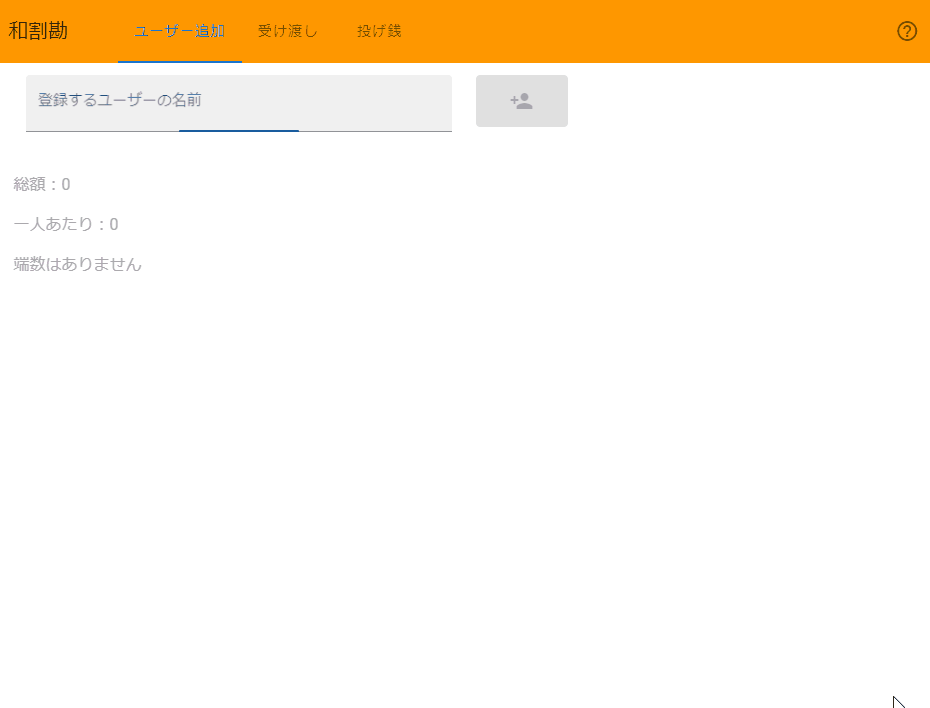 和割勘 ユーザー追加 受け渡し 投げ銭
登録するユーザーの名前
総額：0
一人あたり：0
端数はありません